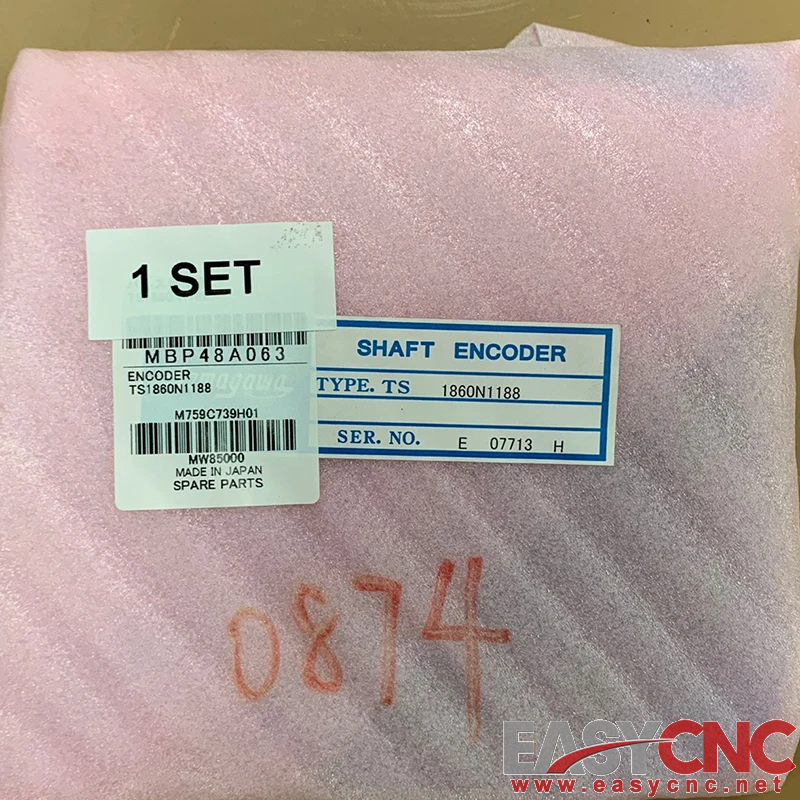 1 SET
MBP48A063
ENCODER
TS1860N1188
M759C739H01
MW85000
MADE IN JAPAN
SPARE PARTS
SHAFT ENCODER
TYPE. TS 1860N1188
SER. NO. E 07713 H
0874
EASYCNC
www.easycnc.net